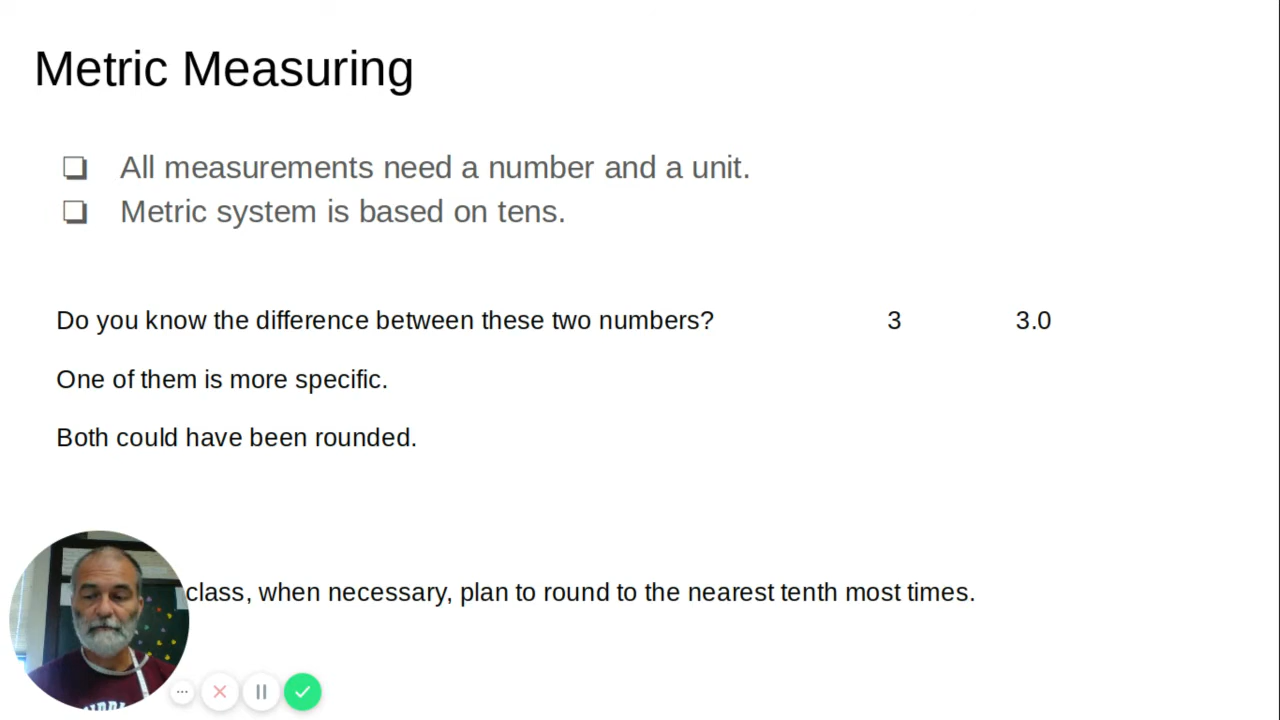 Metric Measuring
❏ All measurements need a number and a unit.
❏ Metric system is based on tens.
Do you know the difference between these two numbers? 3 3.0
One of them is more specific.
Both could have been rounded.
class, when necessary, plan to round to the nearest tenth most times.